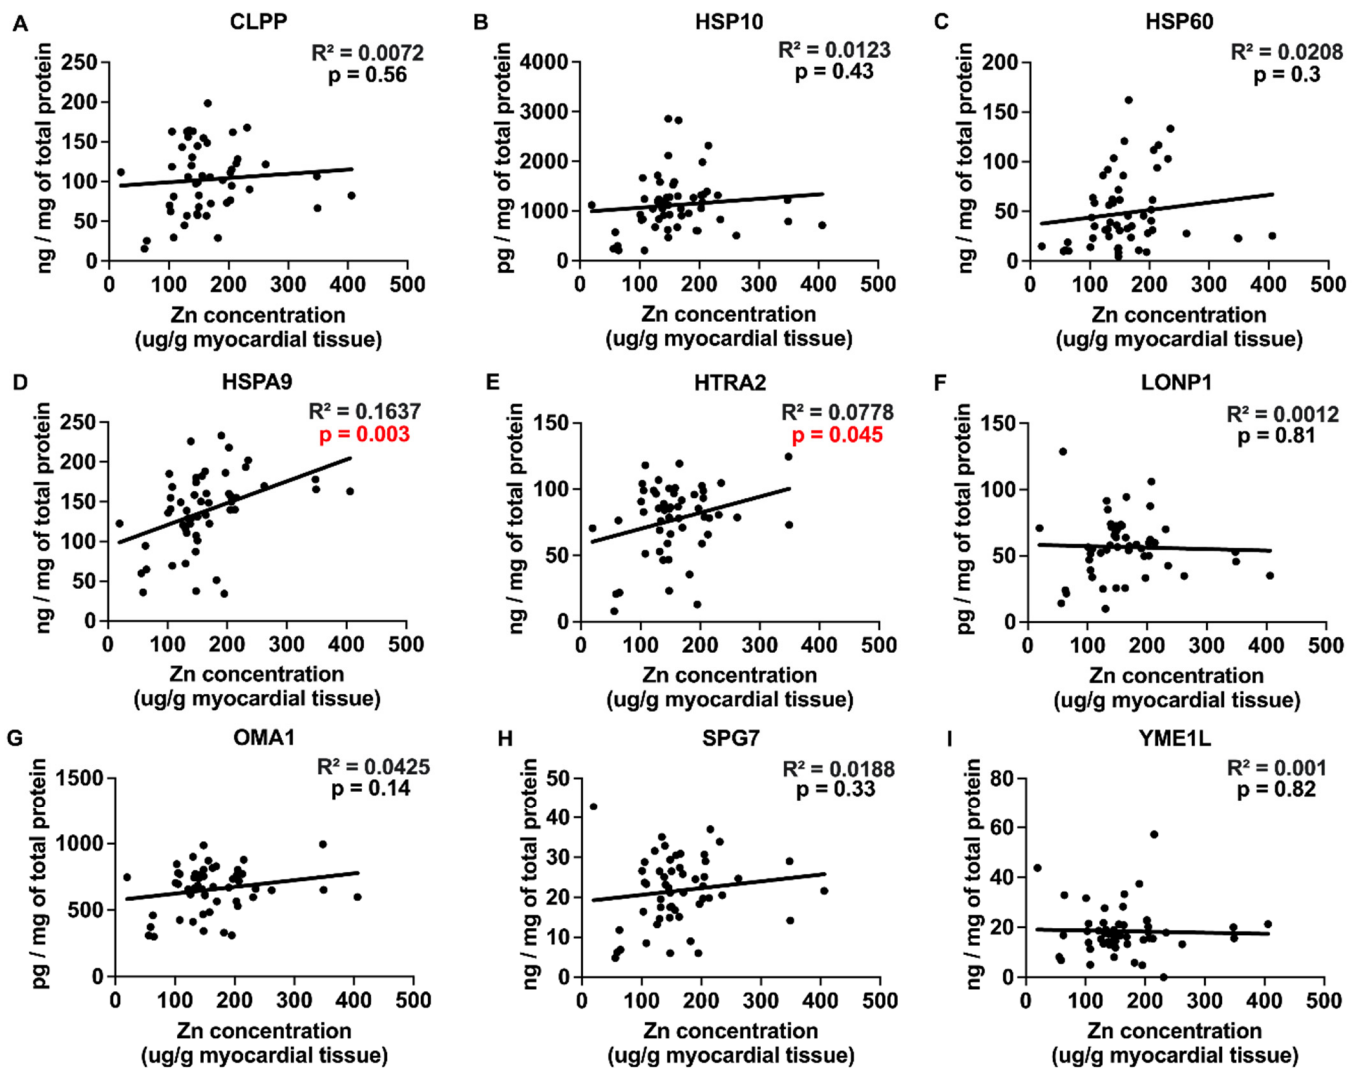 A
CLPP
R² = 0.0072
p = 0.56
ng / mg of total protein
250
200
150
100
50
0
0 100 200 300 400 500
Zn concentration
(ug/g myocardial tissue)
B
HSP10
R² = 0.0123
p = 0.43
pg / mg of total protein
4000
3000
2000
1000
0
0 100 200 300 400 500
Zn concentration
(ug/g myocardial tissue)
C
HSP60
R² = 0.0208
p = 0.3
ng / mg of total protein
200
150
100
50
0
0 100 200 300 400 500
Zn concentration
(ug/g myocardial tissue)
D
HSPA9
R² = 0.1637
p = 0.003
ng / mg of total protein
250
200
150
100
50
0
0 100 200 300 400 500
Zn concentration
(ug/g myocardial tissue)
E
HTRA2
R² = 0.0778
p = 0.045
ng / mg of total protein
150
100
50
0
0 100 200 300 400 500
Zn concentration
(ug/g myocardial tissue)
F
LONP1
R² = 0.0012
p = 0.81
pg / mg of total protein
150
100
50
0
0 100 200 300 400 500
Zn concentration
(ug/g myocardial tissue)
G
OMA1
R² = 0.0425
p = 0.14
pg / mg of total protein
1500
1000
500
0
0 100 200 300 400 500
Zn concentration
(ug/g myocardial tissue)
H
SPG7
R² = 0.0188
p = 0.33
ng / mg of total protein
50
40
30
20
10
0
0 100 200 300 400 500
Zn concentration
(ug/g myocardial tissue)
I
YME1L
R² = 0.001
p = 0.82
ng / mg of total protein
80
60
40
20
0
0 100 200 300 400 500
Zn concentration
(ug/g myocardial tissue)